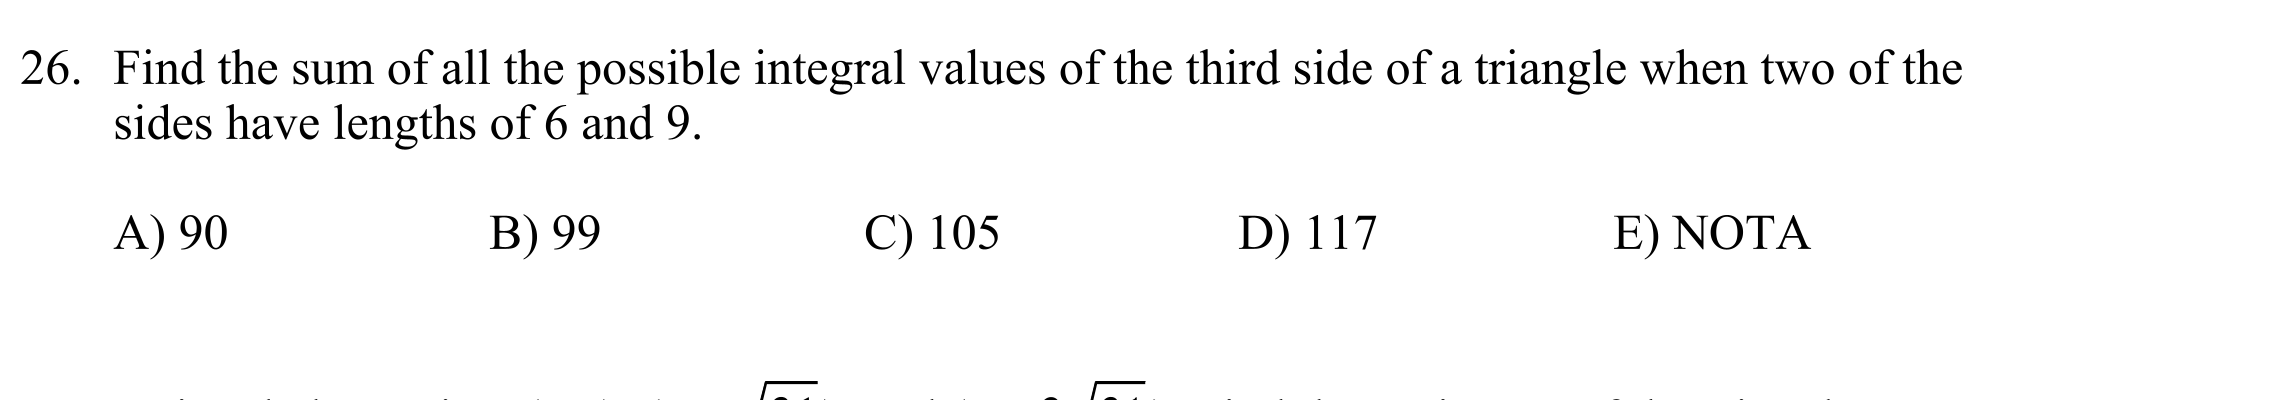 26. Find the sum of all the possible integral values of the third side of a triangle when two of the
sides have lengths of 6 and 9.
A) 90 B) 99 C) 105 D) 117 E) NOTA